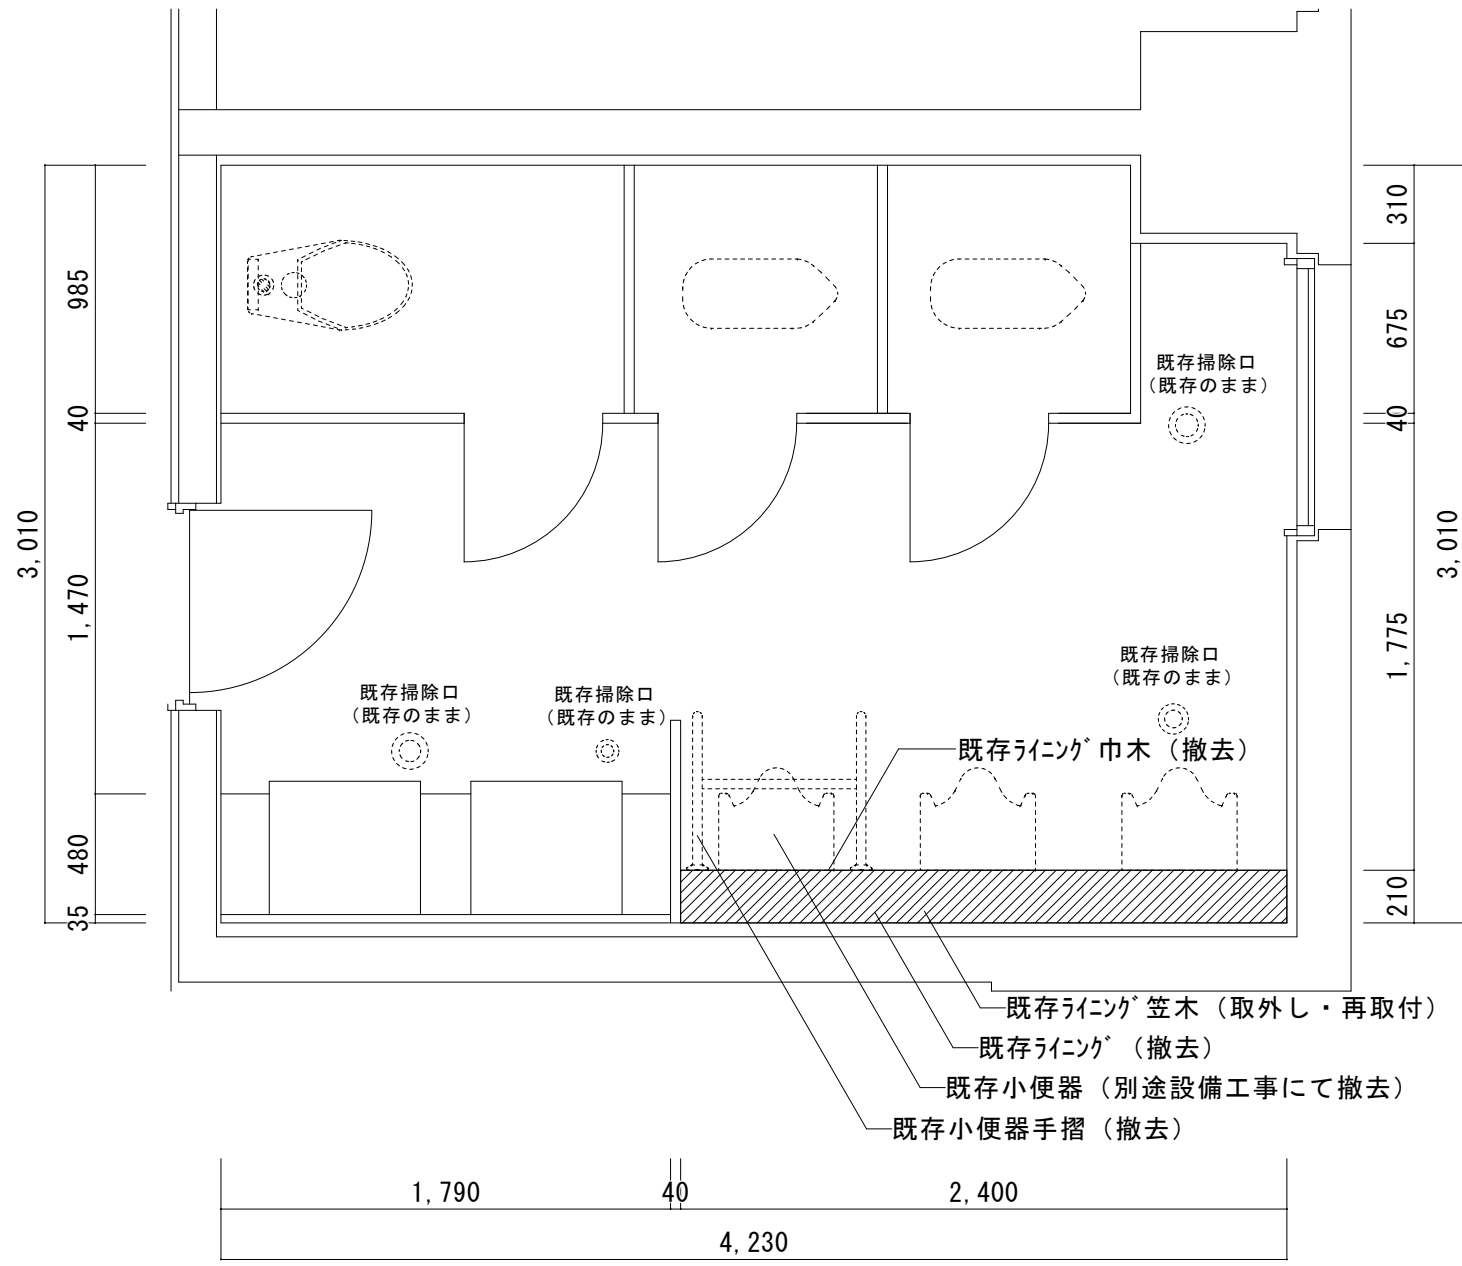 310
985
675
既存掃除口
（既存のまま）
40
40
3,010
3,010
1,470
1,775
既存掃除口
（既存のまま）
既存掃除口
（既存のまま）
既存掃除口
（既存のまま）
既存ﾗｲﾆﾝｸﾞ巾木（撤去）
480
210
35
既存ﾗｲﾆﾝｸﾞ笠木（取外し・再取付）
既存ﾗｲﾆﾝｸﾞ（撤去）
既存小便器（別途設備工事にて撤去）
既存小便器手摺（撤去）
1,790
40
2,400
4,230